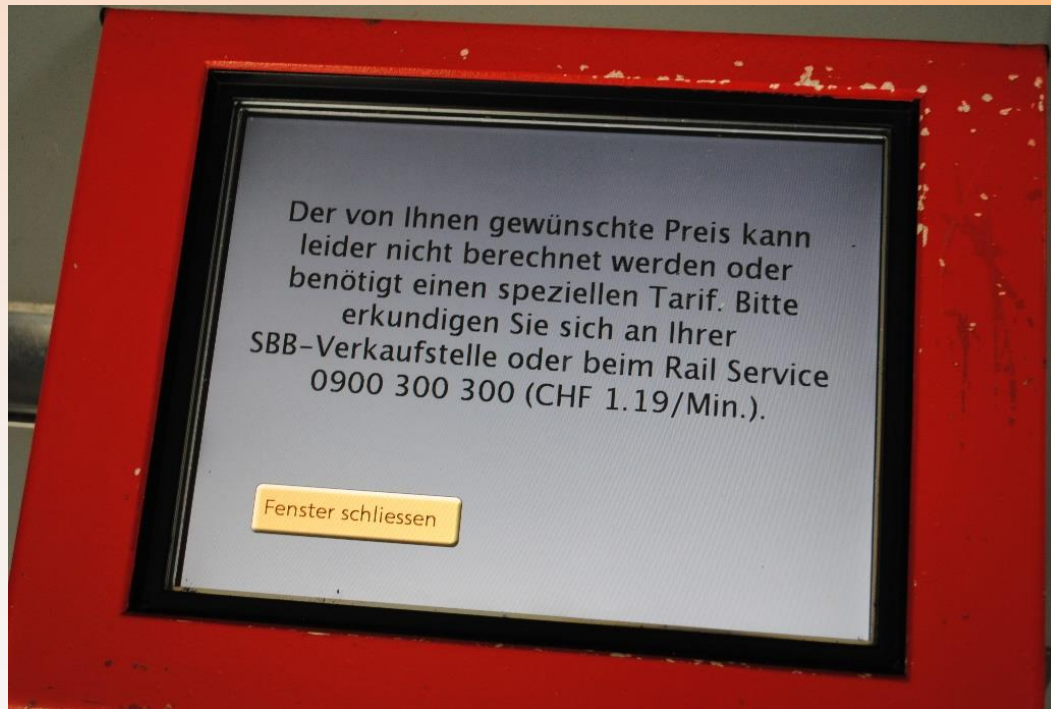 Der von Ihnen gewünschte Preis kann
leider nicht berechnet werden oder
benötigt einen speziellen Tarif. Bitte
erkundigen Sie sich an Ihrer
SBB-Verkaufstelle oder beim Rail Service
0900 300 300 (CHF 1.19/Min.).
Fenster schliessen